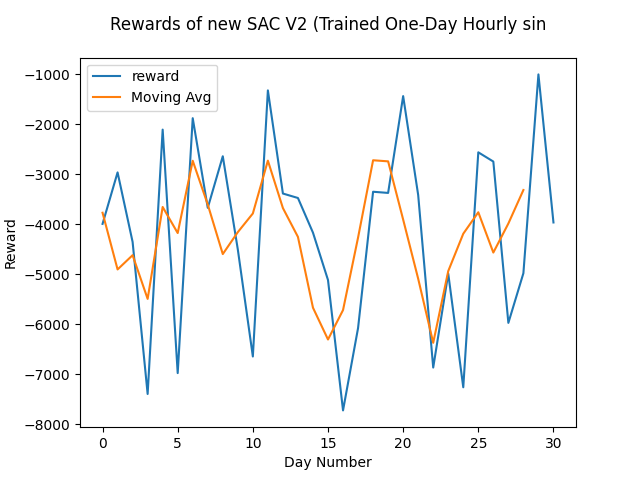 Rewards of new SAC V2 (Trained One-Day Hourly sin
reward
Moving Avg
−1000
−2000
−3000
−4000
−5000
−6000
−7000
−8000
Reward
0 5 10 15 20 25 30
Day Number